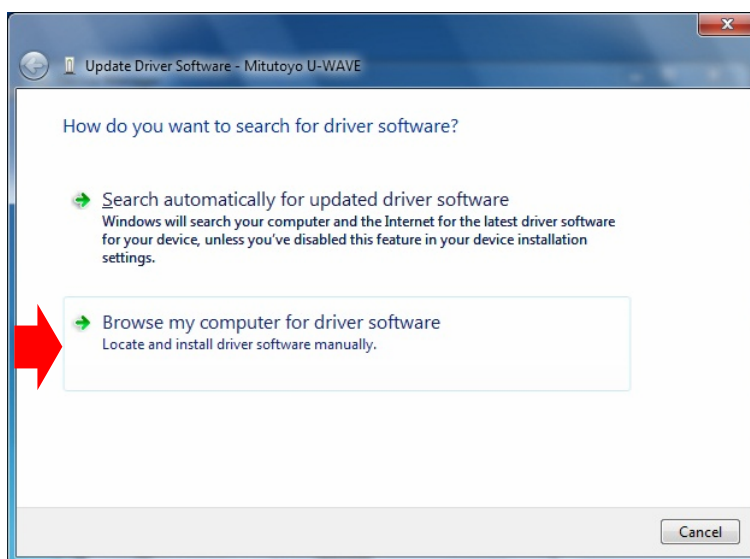 Update Driver Software - Mitutoyo U-WAVE
How do you want to search for driver software?
Search automatically for updated driver software
Windows will search your computer and the Internet for the latest driver software
for your device, unless you've disabled this feature in your device installation
settings.
Browse my computer for driver software
Locate and install driver software manually.
Cancel